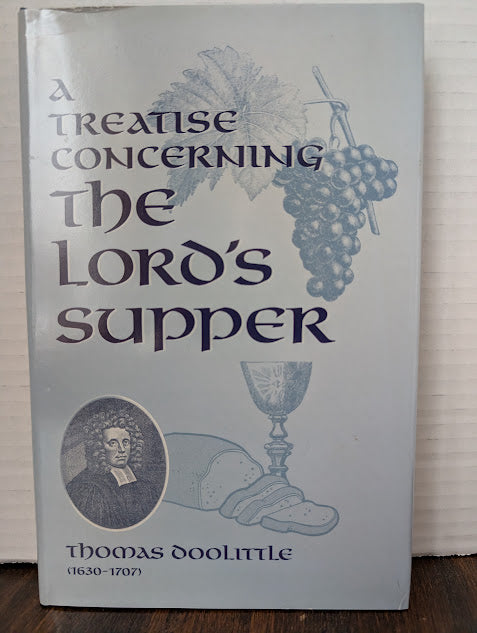 A
TREATISE
CONCERNING
THE
LORD'S
SUPPER
THOMAS DOOLITTLE
(1630-1707)